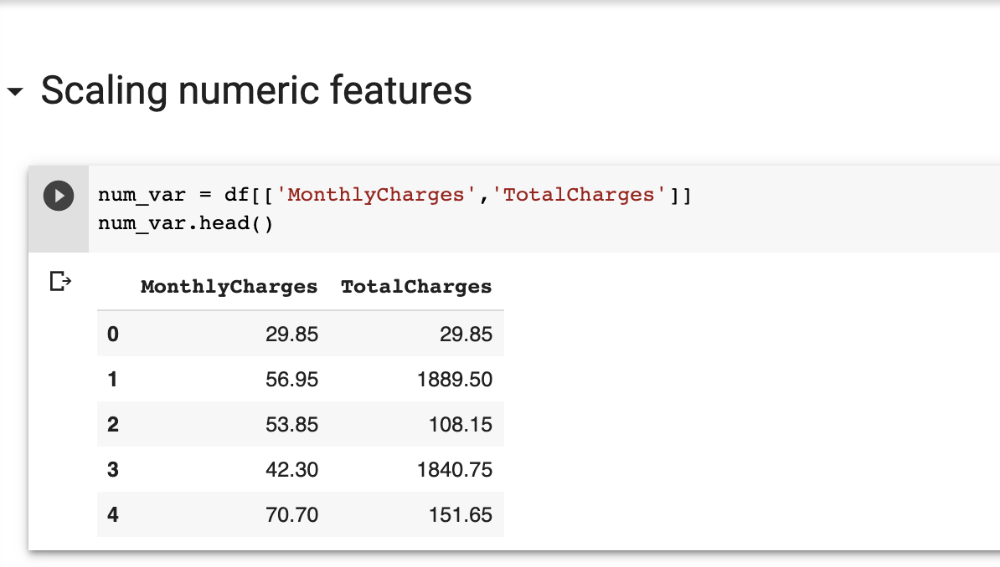 Scaling numeric features
num_var = df[['MonthlyCharges','TotalCharges']]
num_var.head()
MonthlyCharges TotalCharges
0 29.85 29.85
1 56.95 1889.50
2 53.85 108.15
3 42.30 1840.75
4 70.70 151.65